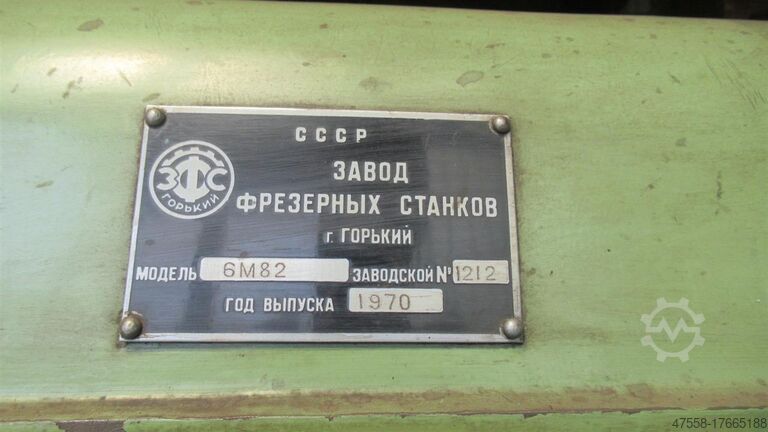 СССР
ЗАВОД
ЗФС
ГОРЬКИЙ
ФРЕЗЕРНЫХ СТАНКОВ
г. ГОРЬКИЙ
МОДЕЛЬ 6М82 ЗАВОДСКОЙ № 1212
ГОД ВЫПУСКА 1970
47558-17665188